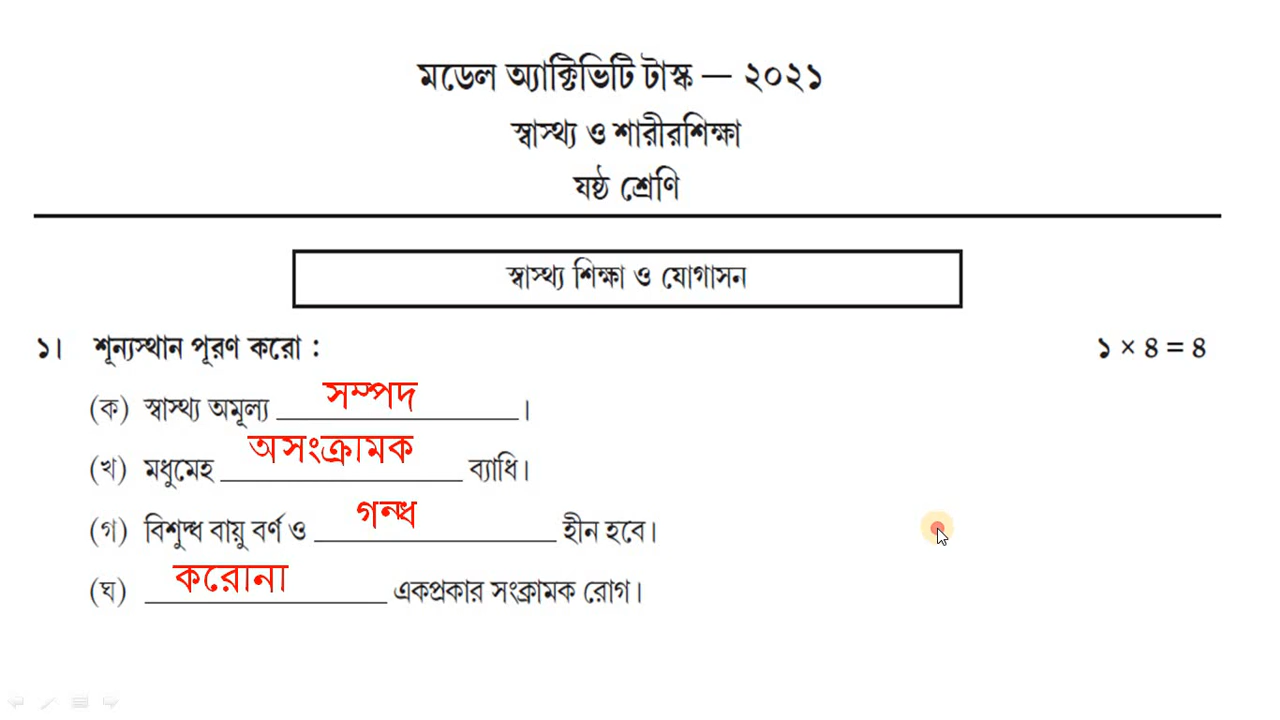 মডেল অ্যাক্টিভিটি টাস্ক — ২০২১
স্বাস্থ্য ও শারীরশিক্ষা
ষষ্ঠ শ্রেণি
স্বাস্থ্য শিক্ষা ও যোগাসন
১। শূন্যস্থান পূরণ করো : ১ × ৪ = ৪
(ক) স্বাস্থ্য অমূল্য সম্পদ ।
(খ) মধুমেহ অসংক্রামক ব্যাধি।
(গ) বিশুদ্ধ বায়ু বর্ণ ও গন্ধ হীন হবে।
(ঘ) করোনা একপ্রকার সংক্রামক রোগ।